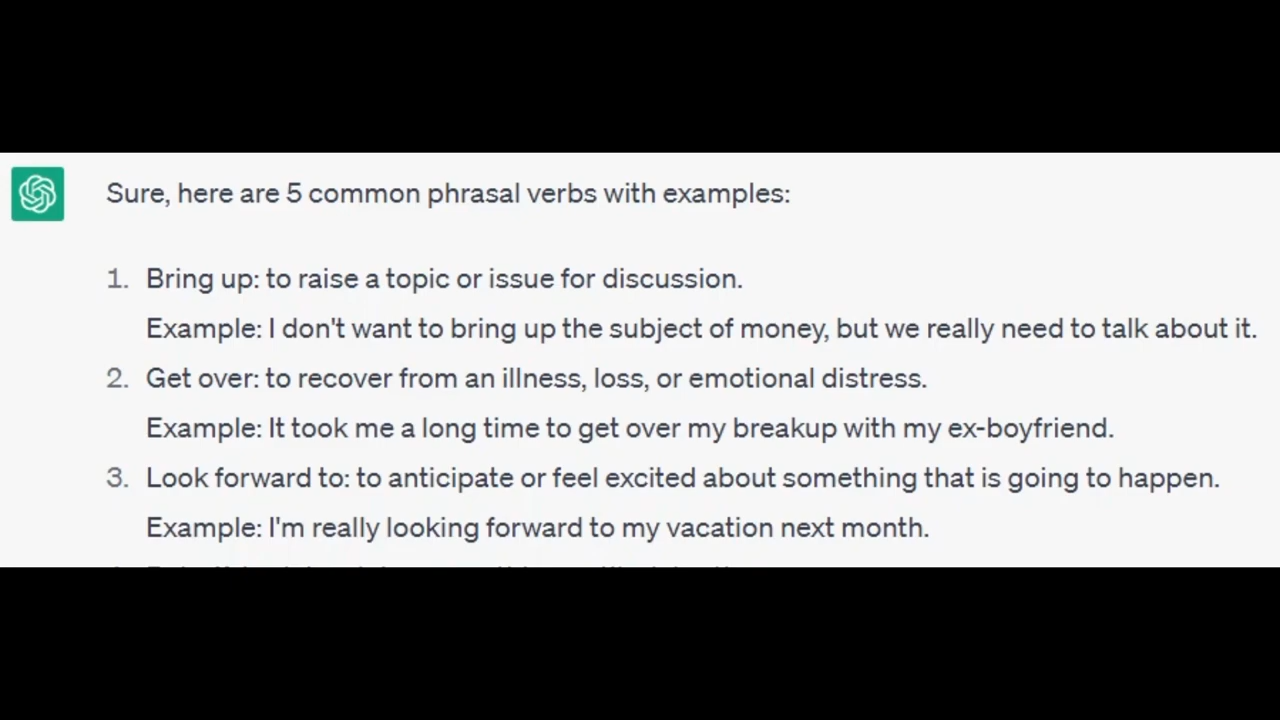 Sure, here are 5 common phrasal verbs with examples:
1. Bring up: to raise a topic or issue for discussion.
Example: I don't want to bring up the subject of money, but we really need to talk about it.
2. Get over: to recover from an illness, loss, or emotional distress.
Example: It took me a long time to get over my breakup with my ex-boyfriend.
3. Look forward to: to anticipate or feel excited about something that is going to happen.
Example: I'm really looking forward to my vacation next month.